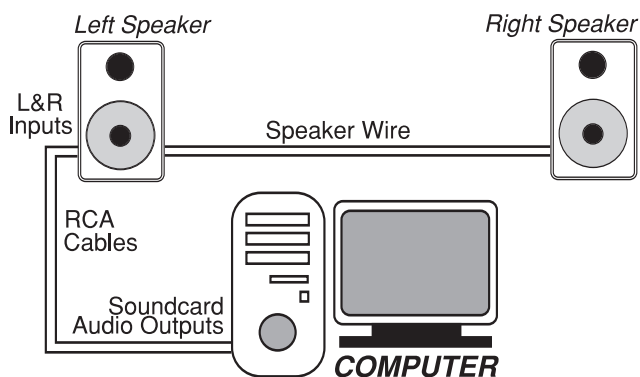 Left Speaker
Right Speaker
L&R
Inputs
Speaker Wire
RCA
Cables
Soundcard
Audio Outputs
COMPUTER